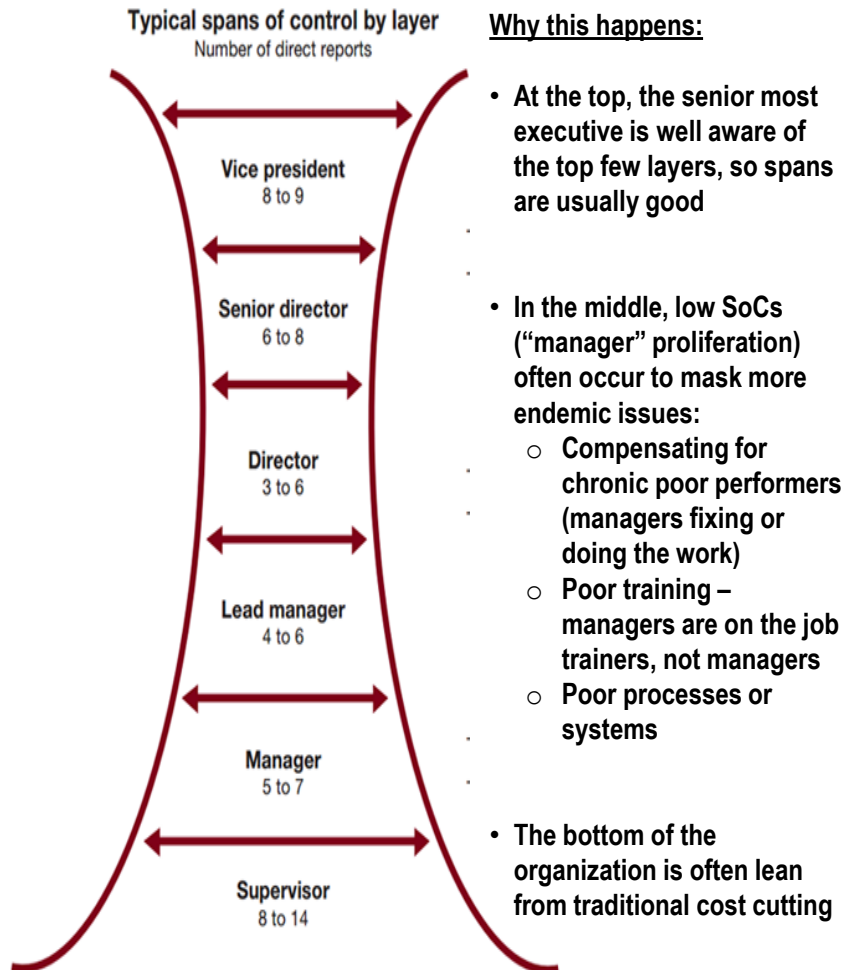 Typical spans of control by layer
Number of direct reports
Vice president
8 to 9
Senior director
6 to 8
Director
3 to 6
Lead manager
4 to 6
Manager
5 to 7
Supervisor
8 to 14
Why this happens:
• At the top, the senior most
executive is well aware of
the top few layers, so spans
are usually good
• In the middle, low SoCs
(“manager” proliferation)
often occur to mask more
endemic issues:
o Compensating for
chronic poor performers
(managers fixing or
doing the work)
o Poor training –
managers are on the job
trainers, not managers
o Poor processes or
systems
• The bottom of the
organization is often lean
from traditional cost cutting